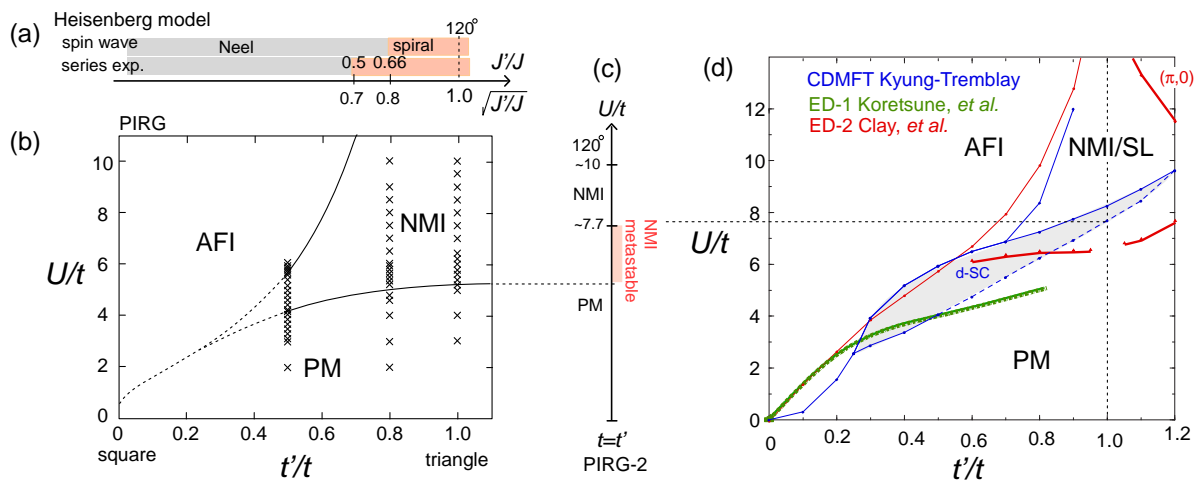 (a)
Heisenberg model
spin wave
series exp.
Neel
spiral
120°
0.5
0.66
J'/J
0.7
0.8
1.0
√J'/J
(b)
PIRG
10
8
6
4
2
0
U/t
AFI
NMI
PM
0
0.2
0.4
0.6
0.8
1.0
square
t'/t
triangle
(c)
U/t
120°
~10
NMI
~7.7
NMI
metastable
PM
t=t'
PIRG-2
(d)
CDMFT Kyung-Tremblay
ED-1 Koretsune, et al.
ED-2 Clay, et al.
(π,0)
AFI
NMI/SL
d-SC
PM
12
10
8
6
4
2
0
U/t
0
0.2
0.4
0.6
0.8
1.0
1.2
t'/t